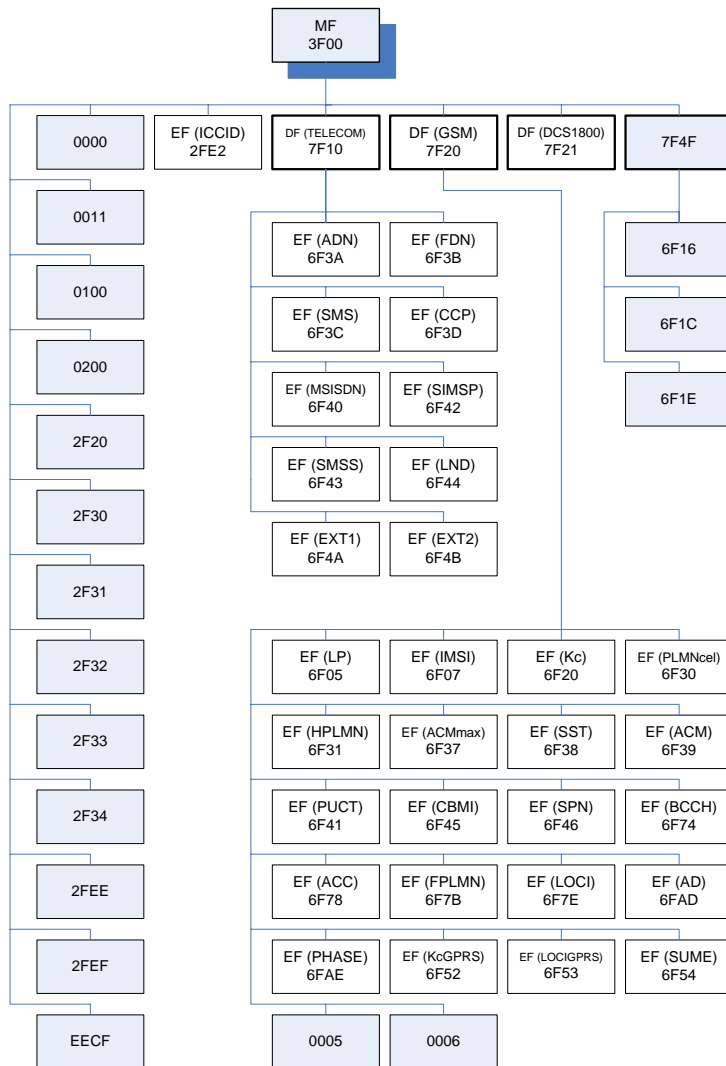 MF
3F00
0000
EF (ICCID)
2FE2
DF (TELECOM)
7F10
DF (GSM)
7F20
DF (DCS1800)
7F21
7F4F
0011
0100
0200
2F20
2F30
2F31
2F32
2F33
2F34
2FEE
2FEF
EECF
EF (ADN)
6F3A
EF (FDN)
6F3B
EF (SMS)
6F3C
EF (CCP)
6F3D
EF (MSISDN)
6F40
EF (SIMSP)
6F42
EF (SMSS)
6F43
EF (LND)
6F44
EF (EXT1)
6F4A
EF (EXT2)
6F4B
6F16
6F1C
6F1E
EF (LP)
6F05
EF (IMSI)
6F07
EF (Kc)
6F20
EF (PLMNcel)
6F30
EF (HPLMN)
6F31
EF (ACMmax)
6F37
EF (SST)
6F38
EF (ACM)
6F39
EF (PUCT)
6F41
EF (CBMI)
6F45
EF (SPN)
6F46
EF (BCCH)
6F74
EF (ACC)
6F78
EF (FPLMN)
6F7B
EF (LOCI)
6F7E
EF (AD)
6FAD
EF (PHASE)
6FAE
EF (KcGPRS)
6F52
EF (LOCIGPRS)
6F53
EF (SUME)
6F54
0005
0006